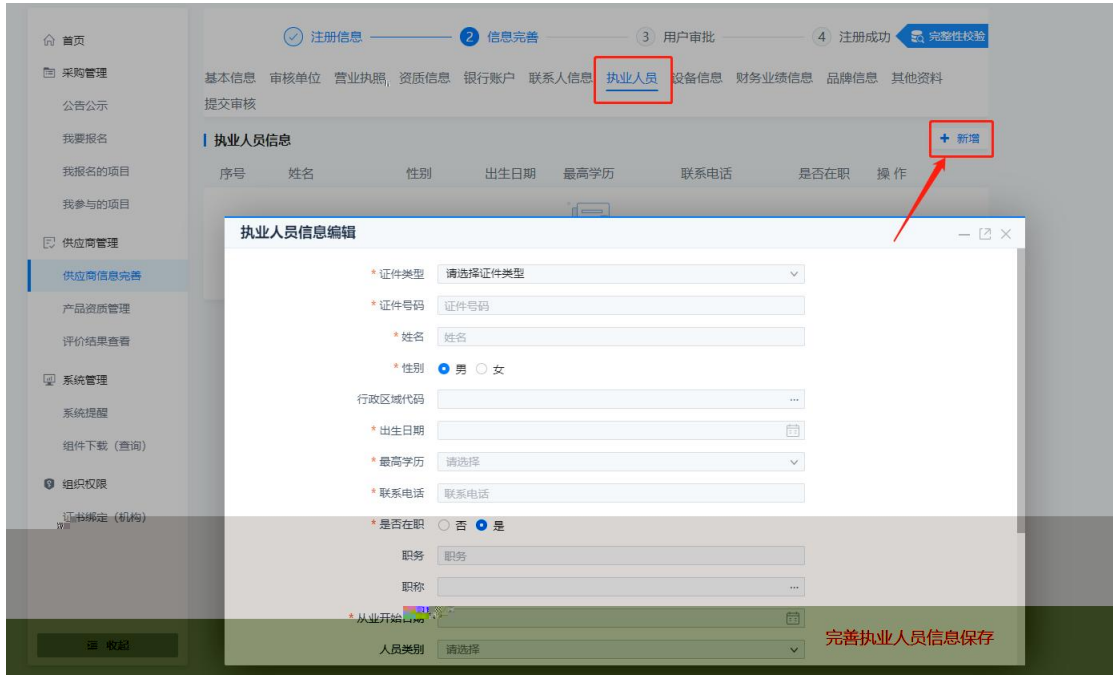 首页
采购管理
公告公示
我要报名
我报名的项目
我参与的项目
供应商管理
供应商信息完善
产品资质管理
评价结果查看
系统管理
系统提醒
组件下载（查询）
组织权限
证书绑定（机构）
收起
注册信息 2 信息完善 3 用户审批 4 注册成功 完整性校验
基本信息 审核单位 营业执照 资质信息 银行账户 联系人信息 执业人员 设备信息 财务业绩信息 品牌信息 其他资料
提交审核
执业人员信息 + 新增
序号 姓名 性别 出生日期 最高学历 联系电话 是否在职 操作
执业人员信息编辑
* 证件类型 请选择证件类型
* 证件号码 证件号码
* 姓名 姓名
* 性别 男 女
行政区域代码 ...
* 出生日期
* 最高学历 请选择
* 联系电话 联系电话
* 是否在职 否 是
职务 职务
职称 ...
* 从业开始日期
人员类别 请选择
完善执业人员信息保存